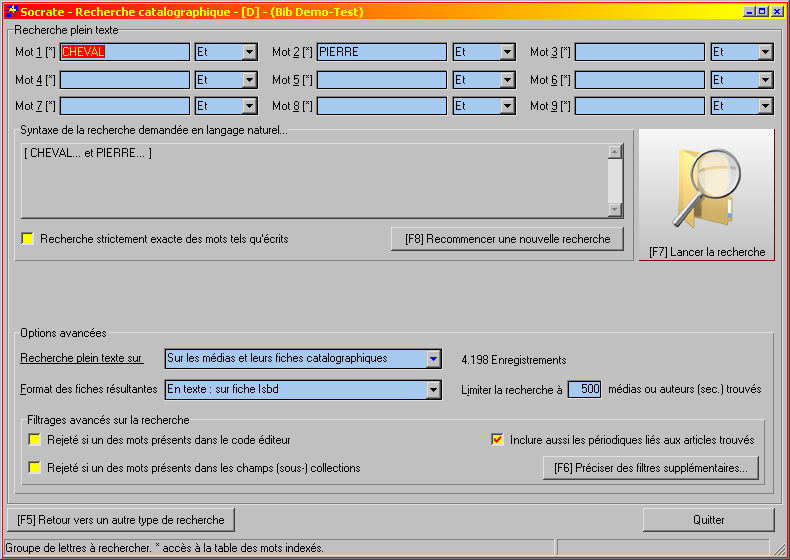 Socrate - Recherche catalographique - [D] - (Bib Demo-Test)
Recherche plein texte
Mot 1 [*] CHEVAL Et Mot 2 [*] PIERRE Et Mot 3 [*] Et
Mot 4 [*] Et Mot 5 [*] Et Mot 6 [*] Et
Mot 7 [*] Et Mot 8 [*] Et Mot 9 [*] Et
Syntaxe de la recherche demandée en langage naturel...
[ CHEVAL... et PIERRE... ]
Recherche strictement exacte des mots tels qu'écrits
[F8] Recommencer une nouvelle recherche
[F7] Lancer la recherche
Options avancées
Recherche plein texte sur Sur les médias et leurs fiches catalographiques 4.198 Enregistrements
Format des fiches résultantes En texte : sur fiche Isbd Limiter la recherche à 500 médias ou auteurs (sec.) trouvés
Filtrages avancés sur la recherche
Rejeté si un des mots présents dans le code éditeur Inclure aussi les périodiques liés aux articles trouvés
Rejeté si un des mots présents dans les champs (sous-) collections [F6] Préciser des filtres supplémentaires...
[F5] Retour vers un autre type de recherche Quitter
Groupe de lettres à rechercher. * accès à la table des mots indexés.